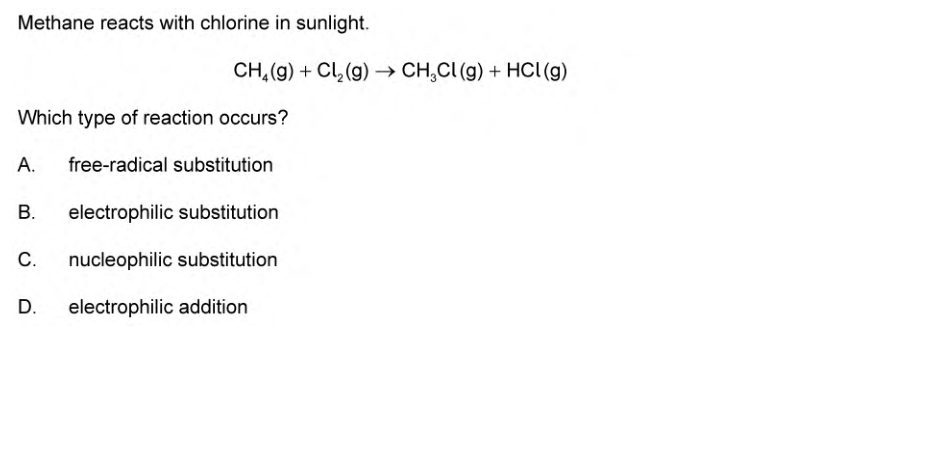 Methane reacts with chlorine in sunlight.
CH₄(g) + Cl₂(g) → CH₃Cl(g) + HCl(g)
Which type of reaction occurs?
A. free-radical substitution
B. electrophilic substitution
C. nucleophilic substitution
D. electrophilic addition